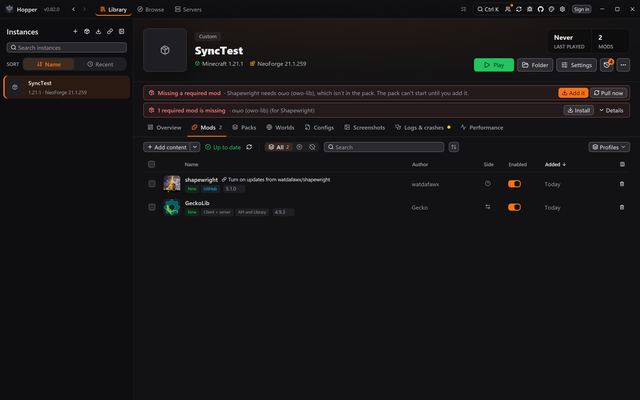 Hopper v0.82.0 Library Browse Servers Ctrl K Sign in
Instances
Search instances
SORT Name Recent
SyncTest
1.21.1 · NeoForge 21.1.259
Custom
SyncTest
Minecraft 1.21.1 NeoForge 21.1.259
Never
LAST PLAYED
2
MODS
Play Folder Settings
Missing a required mod · Shapewright needs oωo (owo-lib), which isn't in the pack. The pack can't start until you add it. Add it Pull now
1 required mod is missing · oωo (owo-lib) (for Shapewright) Install Details
Overview Mods 2 Packs Worlds Configs Screenshots Logs & crashes Performance
Add content Up to date All 2 Search Profiles
Name Author Side Enabled Added
shapewright Turn on updates from watdafawx/shapewright
New GitHub 5.1.0
watdafawx Today
GeckoLib
New Client + server API and Library 4.9.3
Gecko Today